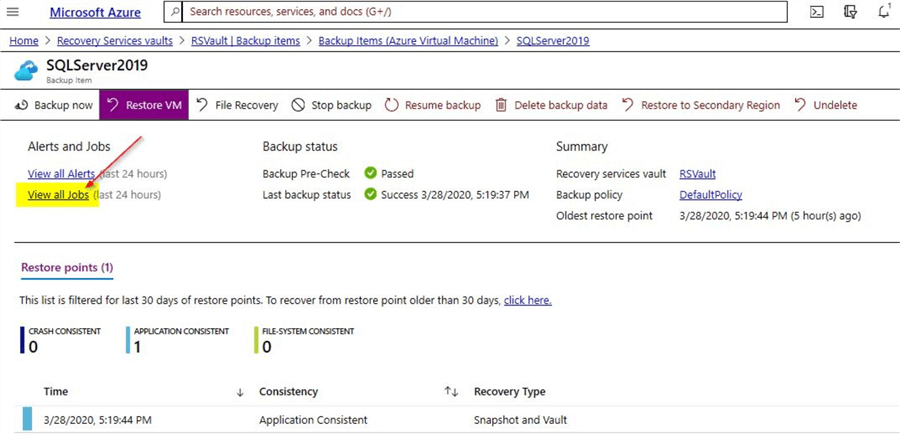 Microsoft Azure
Search resources, services, and docs (G+/)
1
Home > Recovery Services vaults > RSVault | Backup items > Backup Items (Azure Virtual Machine) > SQLServer2019
SQLServer2019
Backup Item
Backup now Restore VM File Recovery Stop backup Resume backup Delete backup data Restore to Secondary Region Undelete
Alerts and Jobs
View all Alerts (last 24 hours)
View all Jobs (last 24 hours)
Backup status
Backup Pre-Check Passed
Last backup status Success 3/28/2020, 5:19:37 PM
Summary
Recovery services vault RSVault
Backup policy DefaultPolicy
Oldest restore point 3/28/2020, 5:19:44 PM (5 hour(s) ago)
Restore points (1)
This list is filtered for last 30 days of restore points. To recover from restore point older than 30 days, click here.
CRASH CONSISTENT
0
APPLICATION CONSISTENT
1
FILE-SYSTEM CONSISTENT
0
Time ↓ Consistency ↑↓ Recovery Type
3/28/2020, 5:19:44 PM Application Consistent Snapshot and Vault